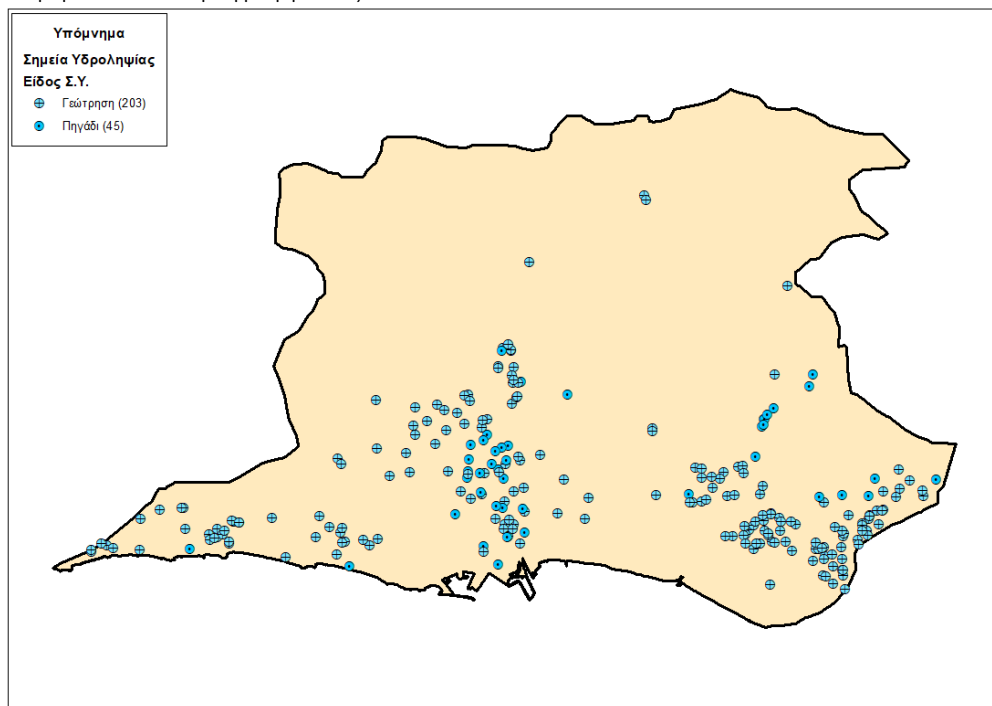 Υπόμνημα
Σημεία Υδροληψίας
Είδος Σ.Υ.
Γεώτρηση (203)
Πηγάδι (45)